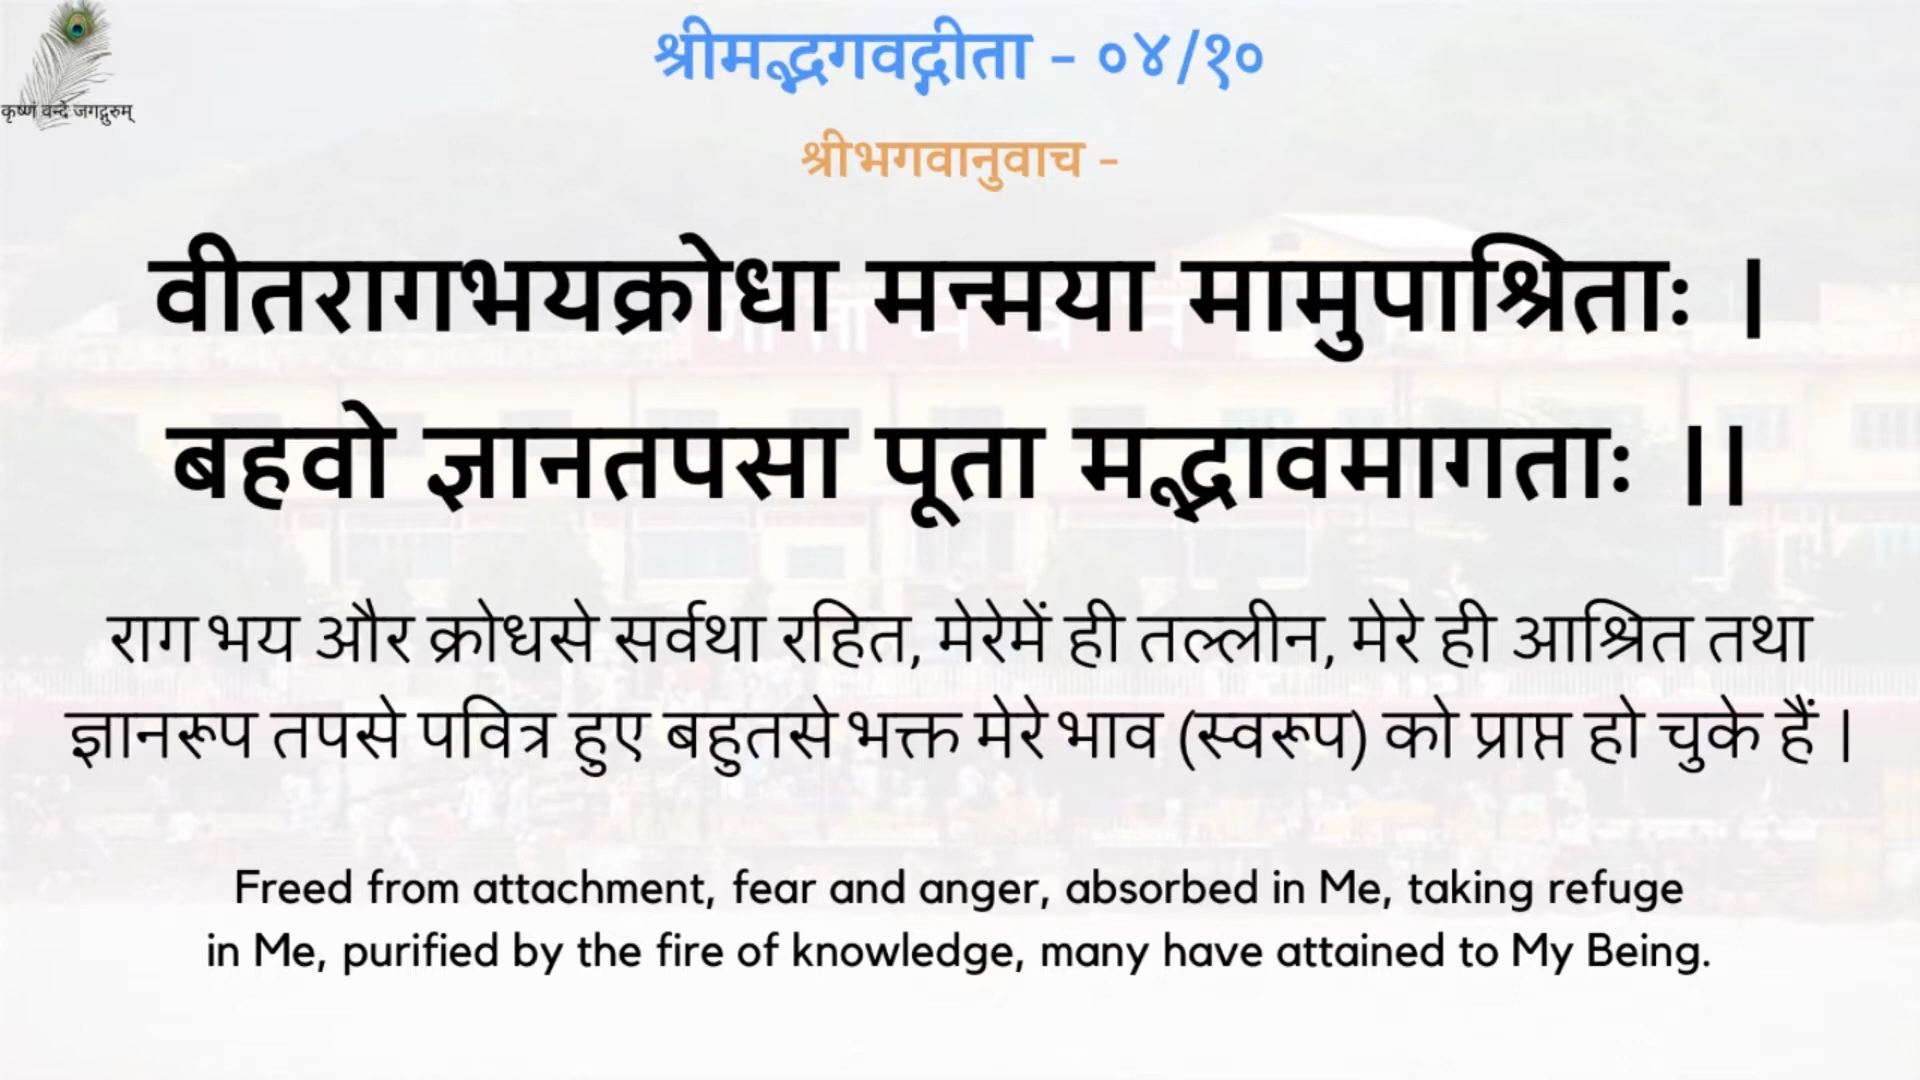 श्रीमद्भगवद्गीता - ०४/१०
कृष्णं वन्दे जगद्गुरुम्
श्रीभगवानुवाच -
वीतरागभयक्रोधा मन्मया मामुपाश्रिताः |
बहवो ज्ञानतपसा पूता मद्भावमागताः ||
राग भय और क्रोधसे सर्वथा रहित, मेरेमें ही तल्लीन, मेरे ही आश्रित तथा
ज्ञानरूप तपसे पवित्र हुए बहुतसे भक्त मेरे भाव (स्वरूप) को प्राप्त हो चुके हैं |
Freed from attachment, fear and anger, absorbed in Me, taking refuge
in Me, purified by the fire of knowledge, many have attained to My Being.